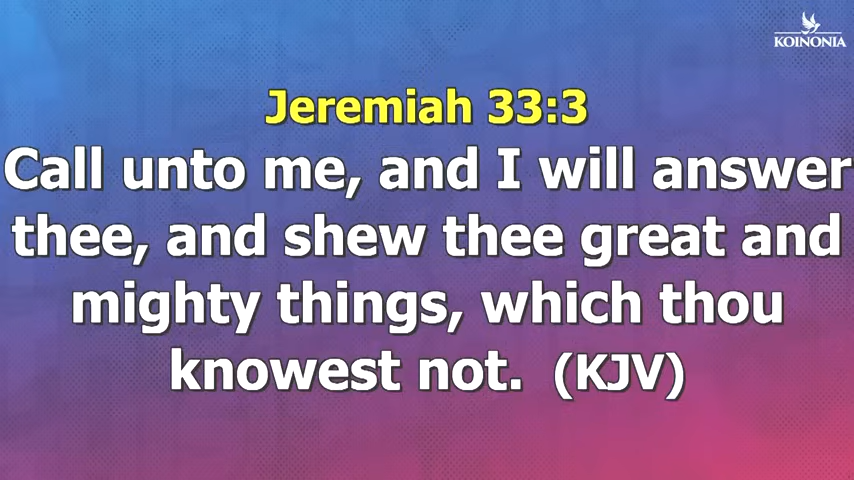 KOINONIA
Jeremiah 33:3
Call unto me, and I will answer
thee, and shew thee great and
mighty things, which thou
knowest not. (KJV)